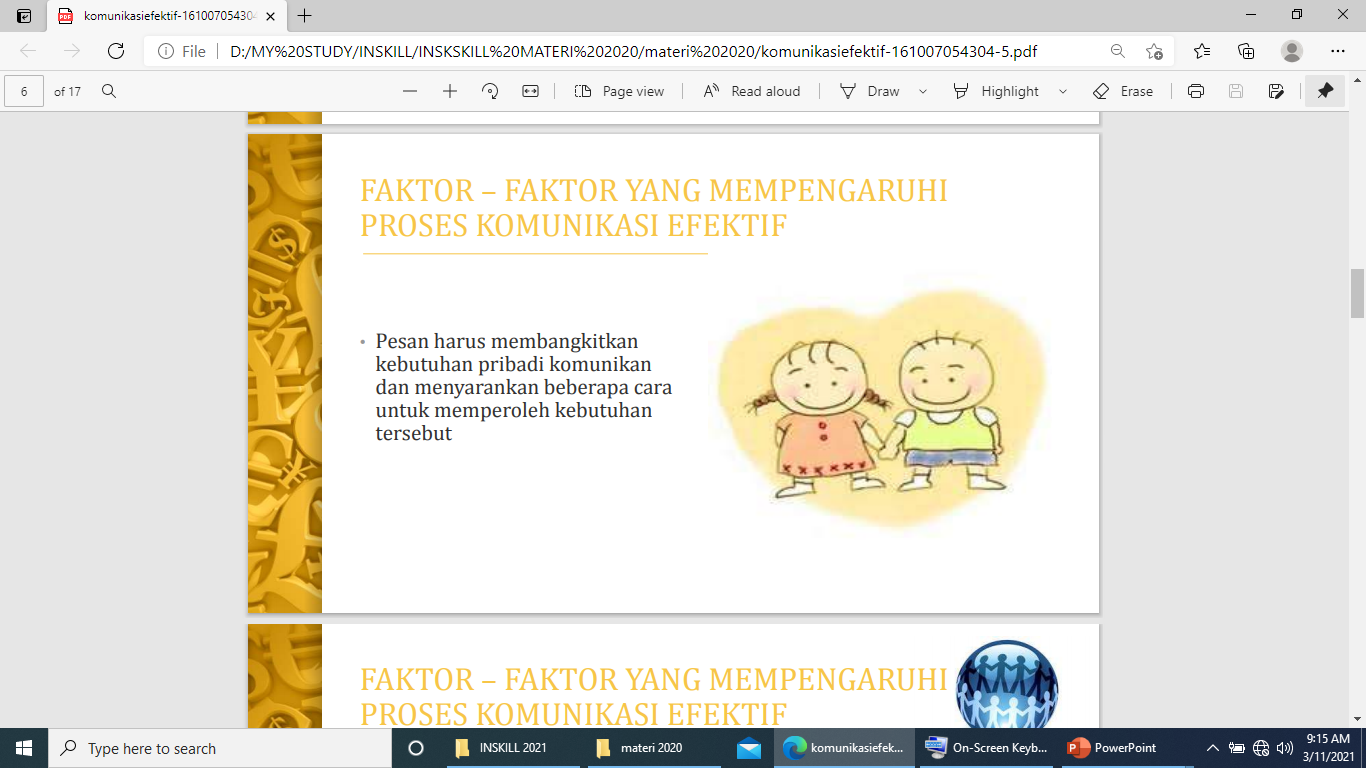 komunikasiefektif-161007054304
File
D:/MY%20STUDY/INSKILL/INSKSKILL%20MATERI%202020/materi%202020/komunikasiefektif-161007054304-5.pdf
6 of 17
Page view
Read aloud
Draw
Highlight
Erase
FAKTOR – FAKTOR YANG MEMPENGARUHI
PROSES KOMUNIKASI EFEKTIF
• Pesan harus membangkitkan
kebutuhan pribadi komunikan
dan menyarankan beberapa cara
untuk memperoleh kebutuhan
tersebut
FAKTOR – FAKTOR YANG MEMPENGARUHI
PROSES KOMUNIKASI EFEKTIF
Type here to search
INSKILL 2021
materi 2020
komunikasiefek...
On-Screen Keyb...
PowerPoint
9:15 AM
3/11/2021